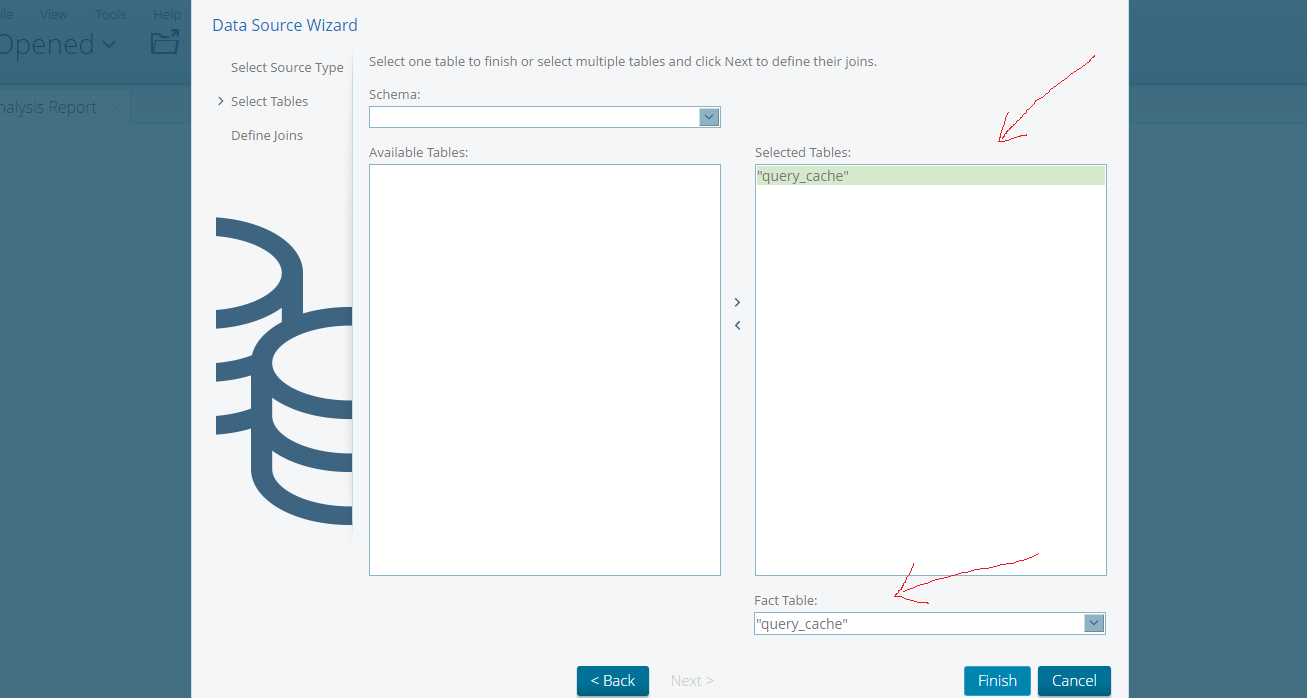 ile View Tools Help
Opened
nalysis Report ×
Data Source Wizard
Select Source Type
Select Tables
Define Joins
Select one table to finish or select multiple tables and click Next to define their joins.
Schema:
Available Tables:
Selected Tables:
"query_cache"
Fact Table:
"query_cache"
< Back
Next >
Finish
Cancel